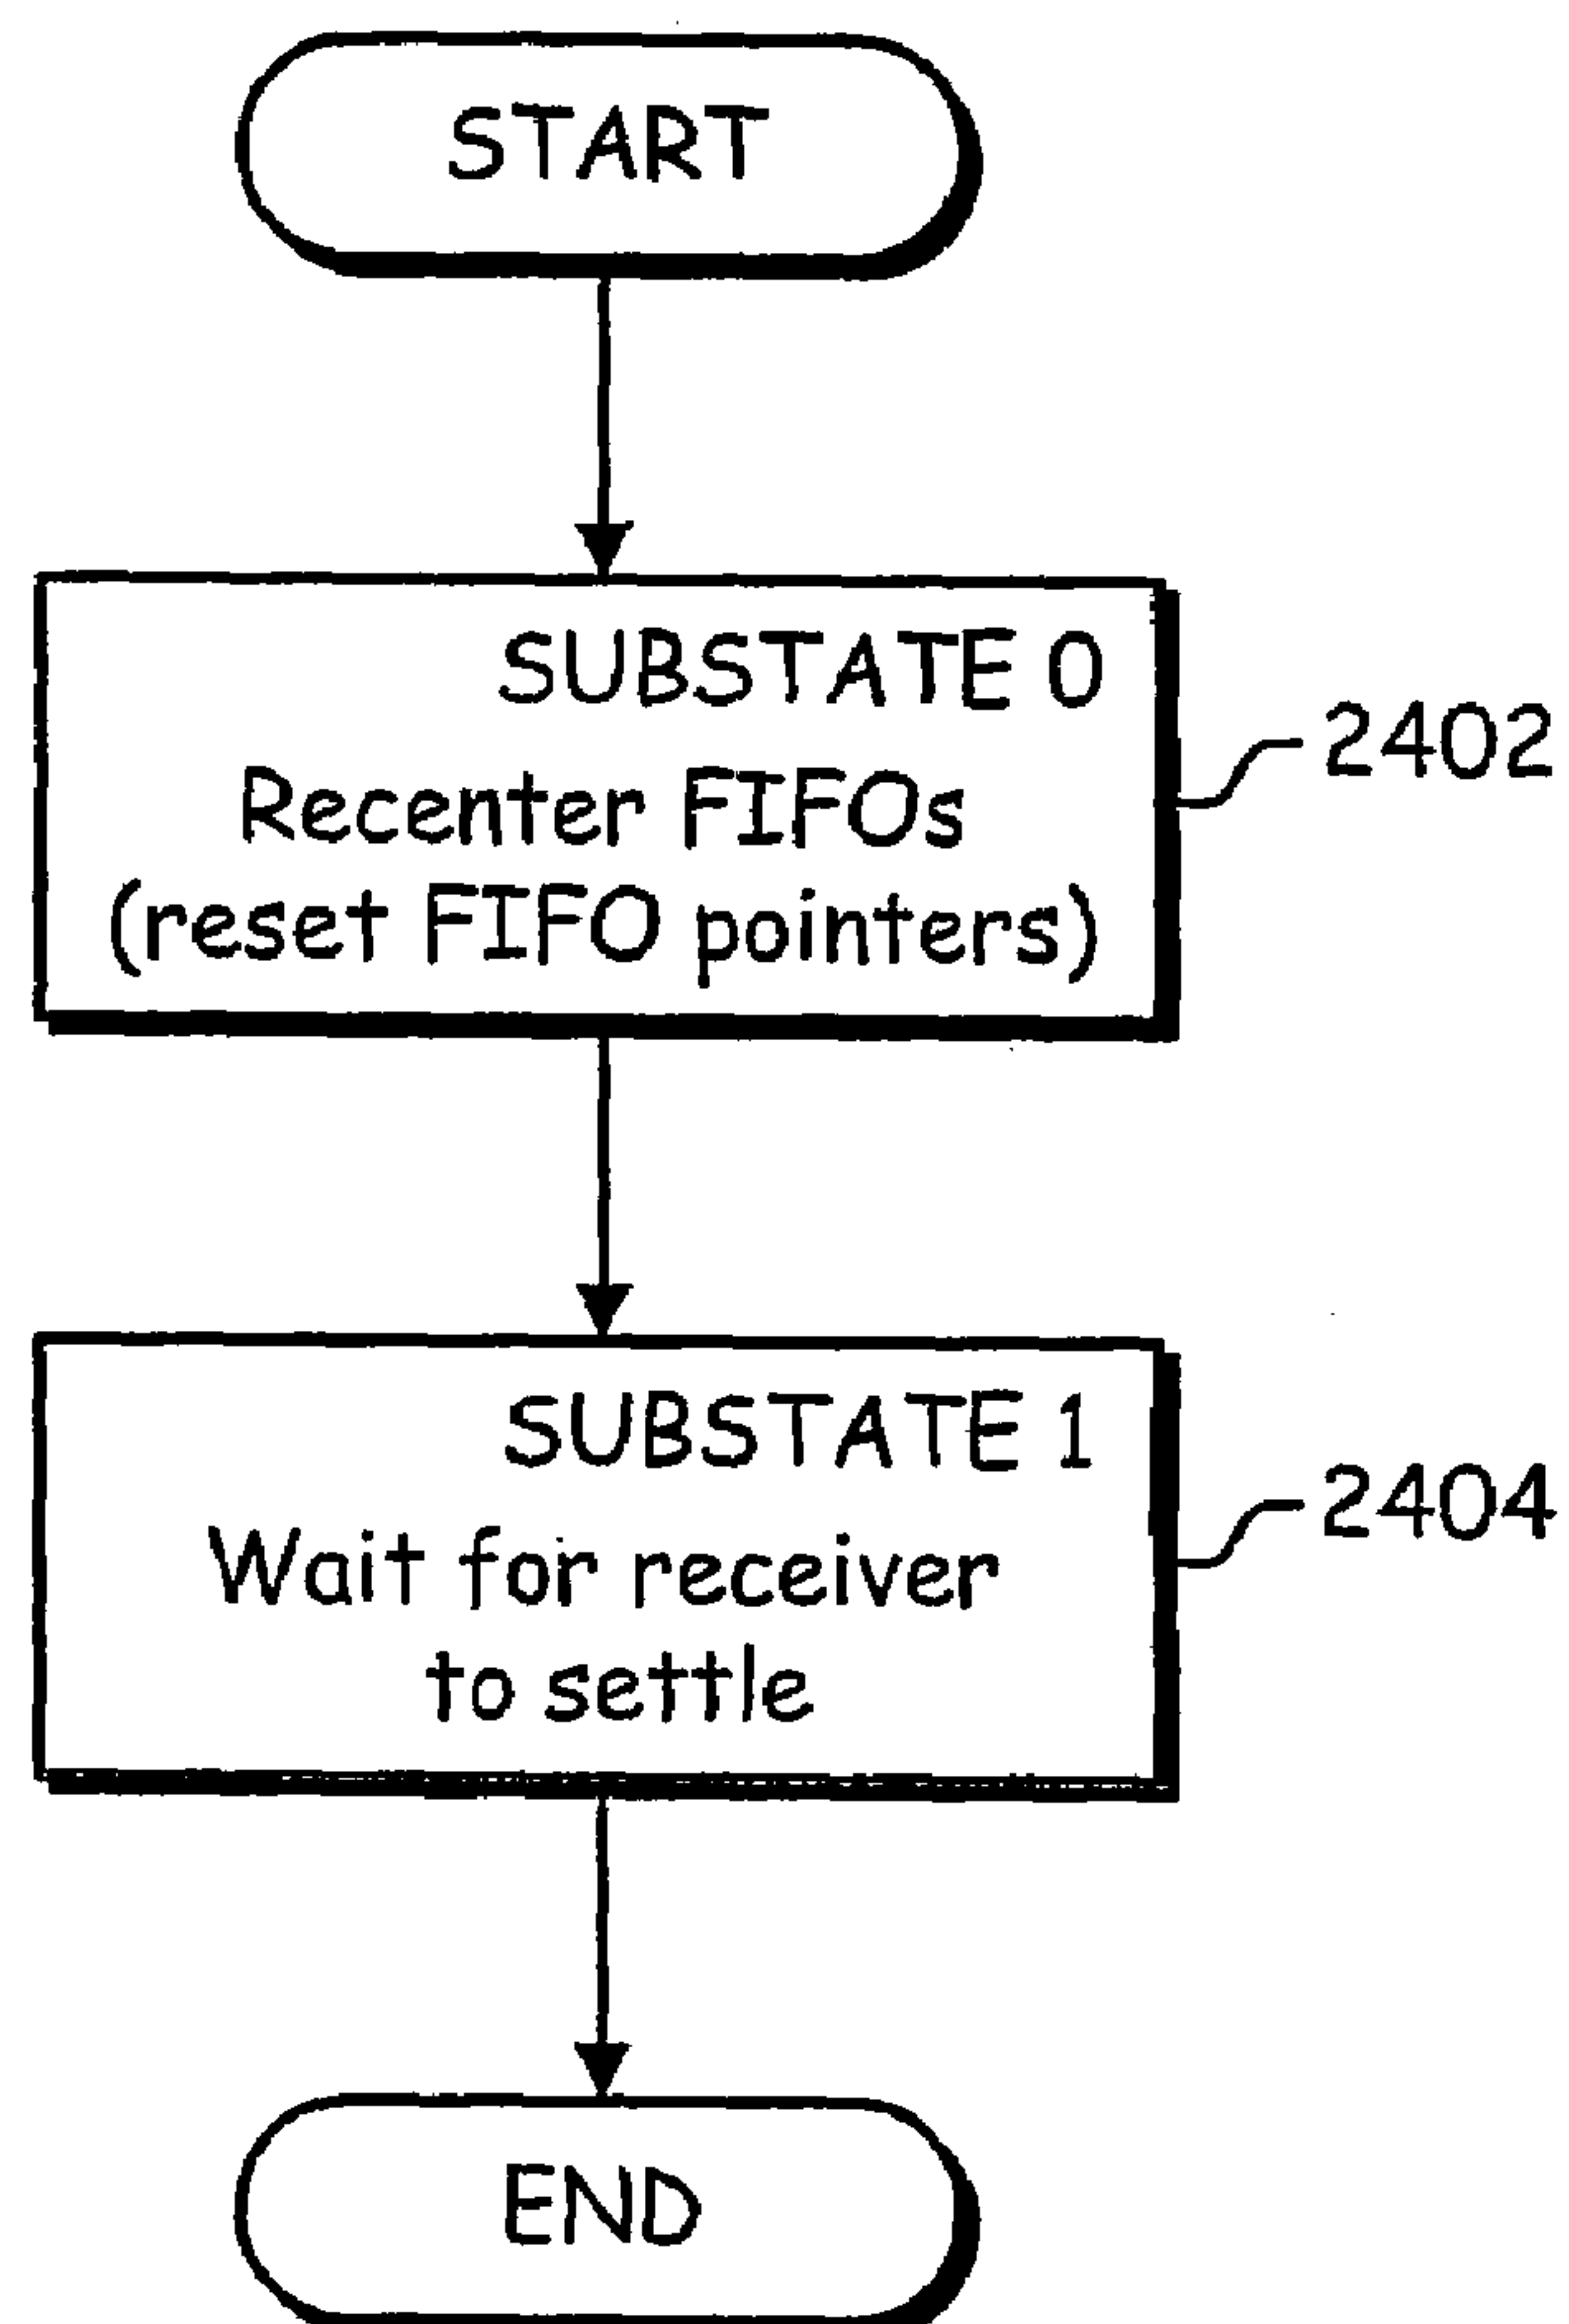 START
SUBSTATE 0
Recenter FIFOs
(reset FIFO pointers)
2402
SUBSTATE 1
Wait for receiver
to settle
2404
END